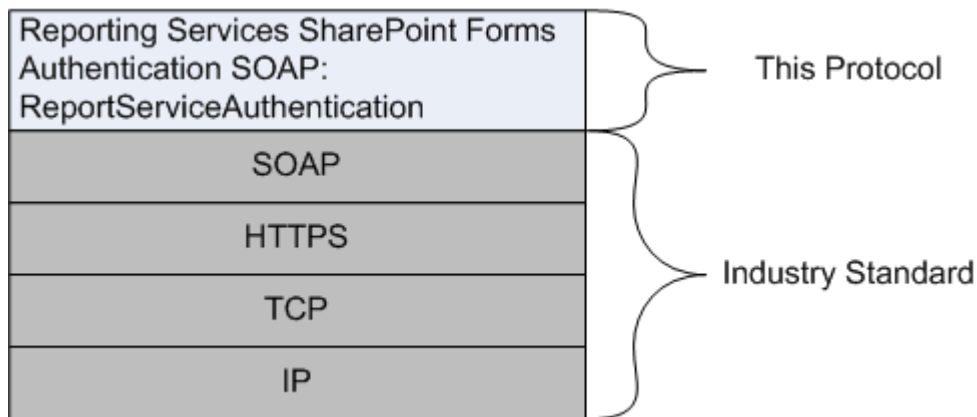 Reporting Services SharePoint Forms
Authentication SOAP:
ReportServiceAuthentication
This Protocol
SOAP
HTTPS
TCP
IP
Industry Standard